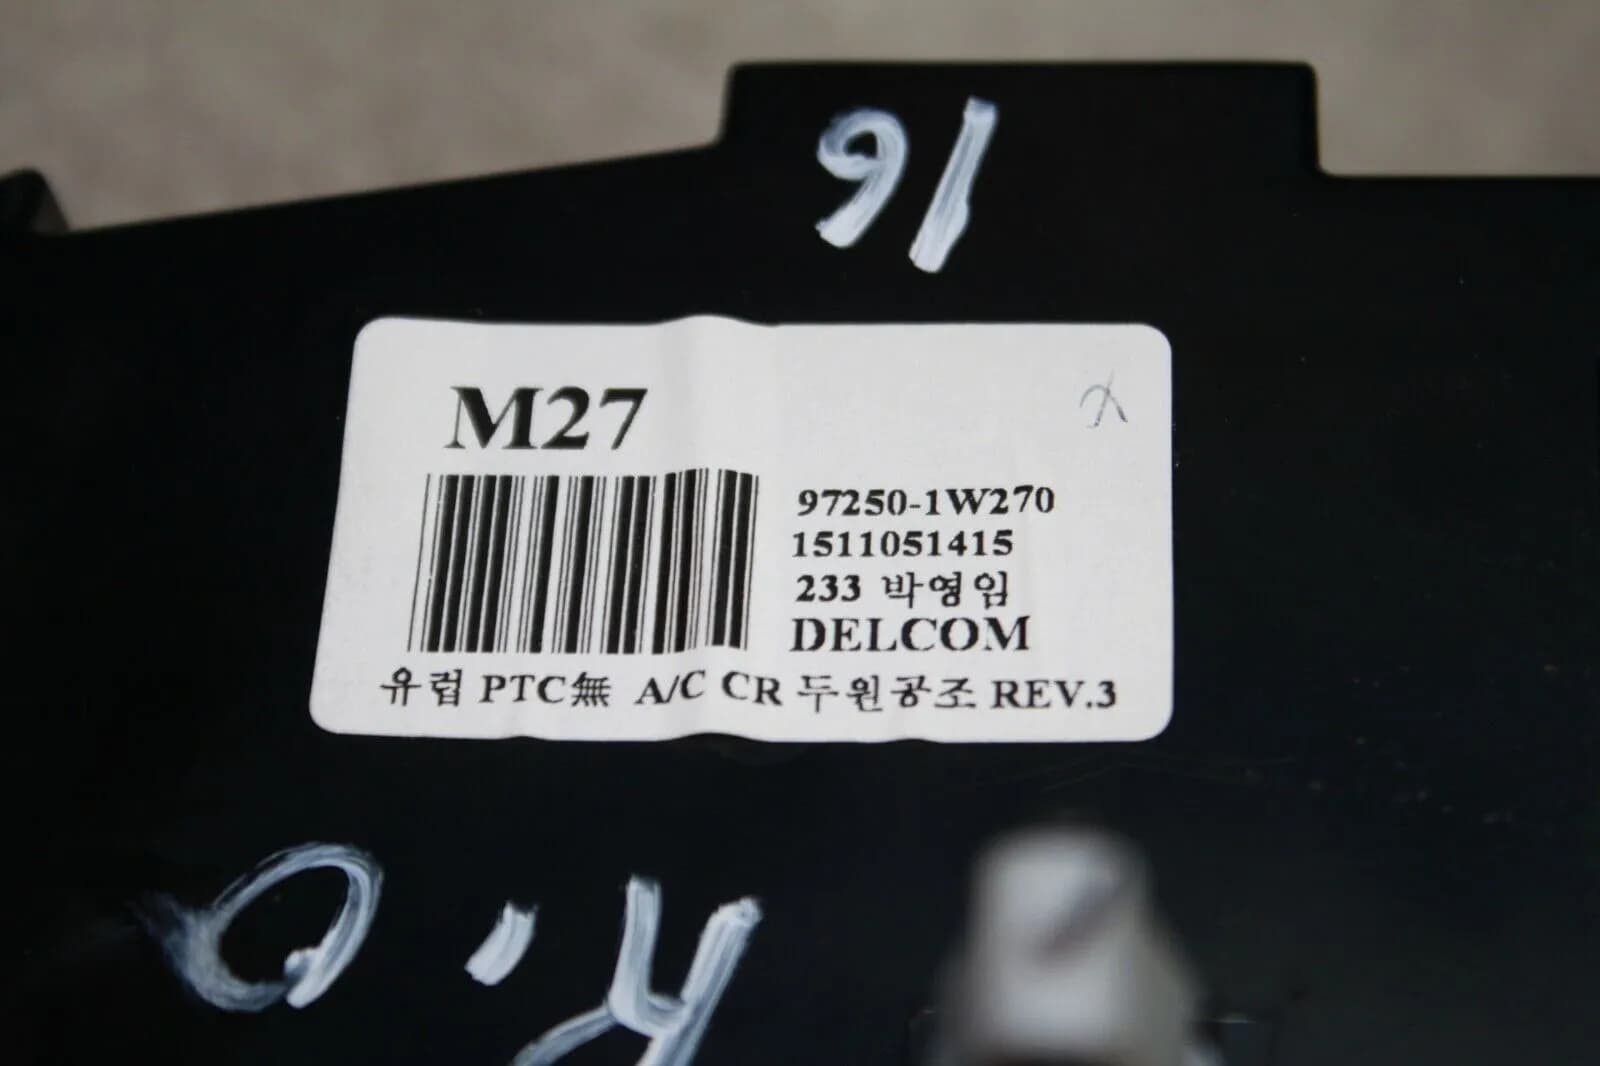 16
M27
97250-1W270
1511051415
233 박영임
DELCOM
유럽 PTC無 A/C CR 두원공조 REV.3